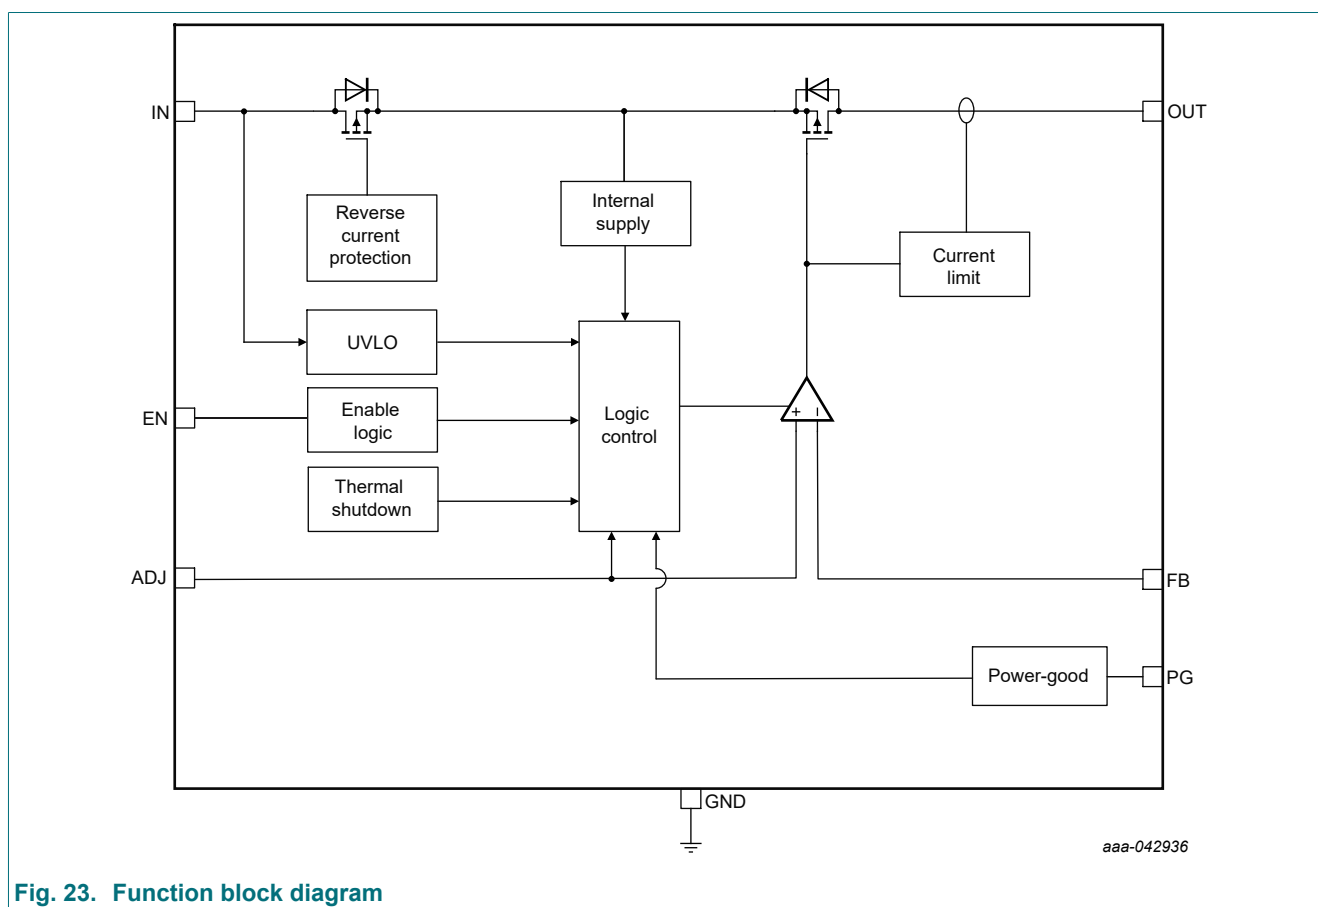 IN
OUT
Reverse
current
protection
Internal
supply
Current
limit
UVLO
EN
Enable
logic
Logic
control
+ –
Thermal
shutdown
ADJ
FB
Power-good
PG
GND
aaa-042936
Fig. 23. Function block diagram